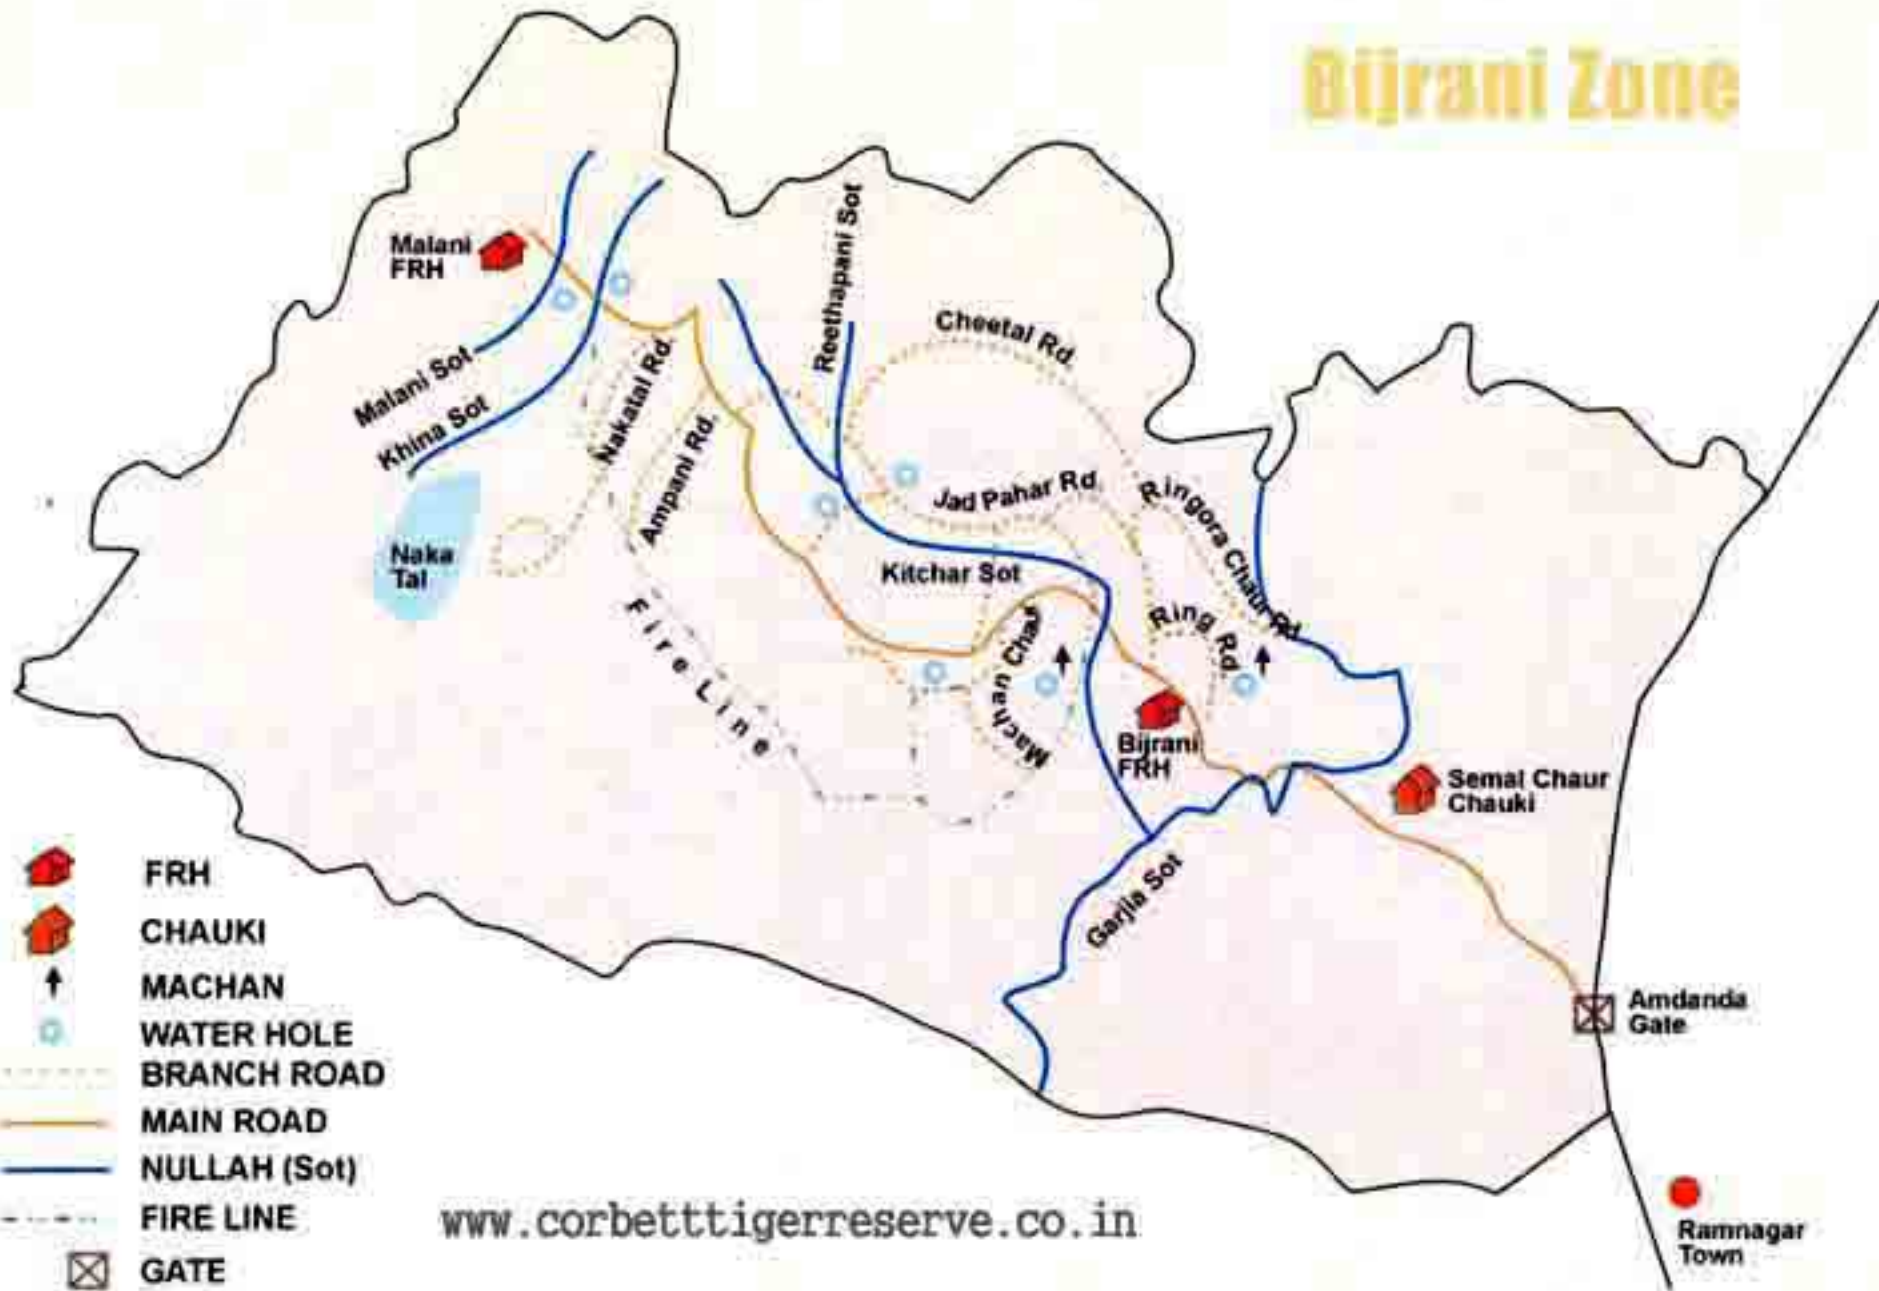 Bijrani Zone
Reethapani Sot
Malani
FRH
Cheetal Rd.
Malani Sot
Khina Sot
Nakatal Rd.
Ampani Rd.
Jad Pahar Rd.
Ringora Chaur Rd.
Naka
Tal
Kitchar Sot
Fire Line
Machan Chaur
Ring Rd.
Bijrani
FRH
Semal Chaur
Chauki
Garjia Sot
Amdanda
Gate
Ramnagar
Town
FRH
CHAUKI
MACHAN
WATER HOLE
BRANCH ROAD
MAIN ROAD
NULLAH (Sot)
FIRE LINE
GATE
www.corbetttigerreserve.co.in